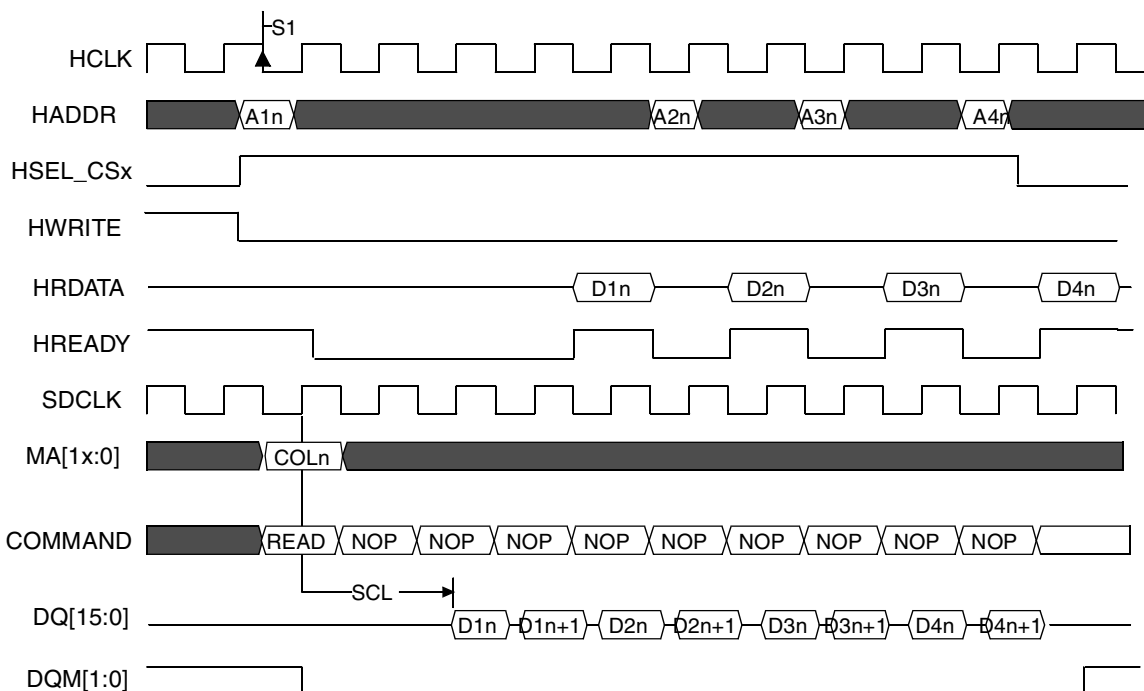 S1
HCLK
HADDR A1n A2n A3n A4n
HSEL_CSx
HWRITE
HRDATA D1n D2n D3n D4n
HREADY
SDCLK
MA[1x:0] COLn
COMMAND READ NOP NOP NOP NOP NOP NOP NOP NOP NOP
SCL
DQ[15:0] D1n D1n+1 D2n D2n+1 D3n D3n+1 D4n D4n+1
DQM[1:0]